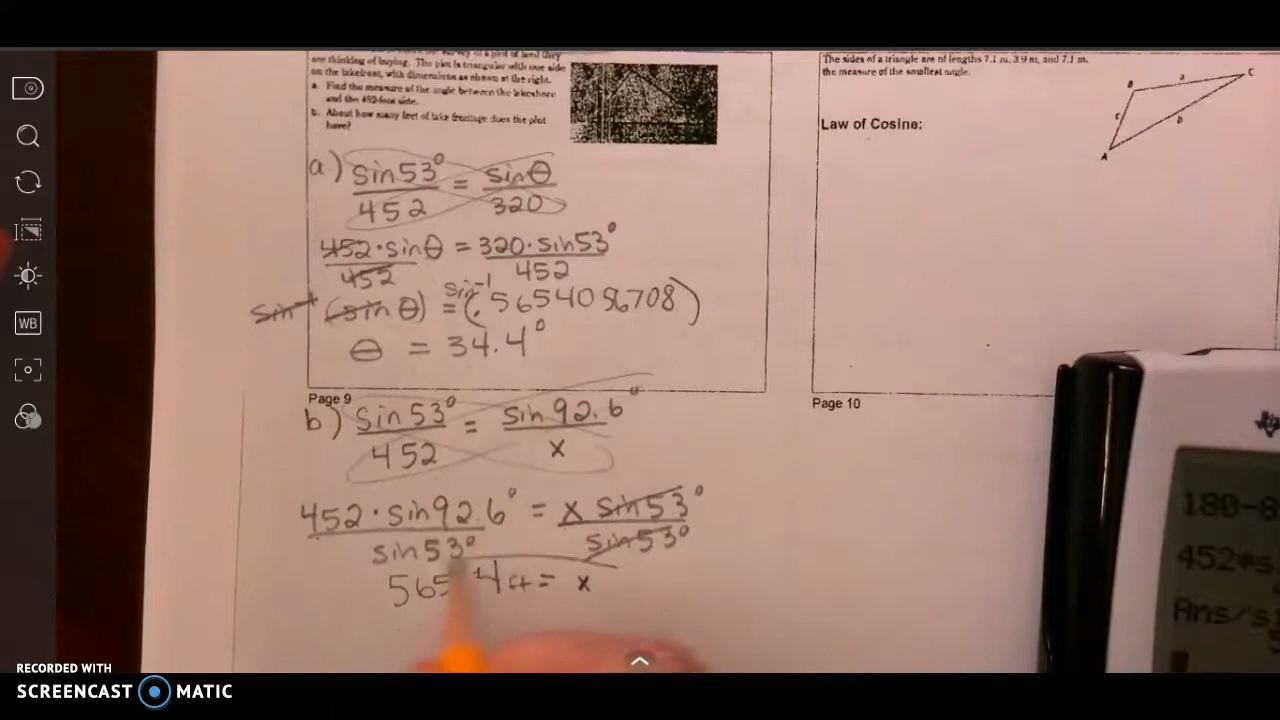 are thinking of buying. The plot is triangular with one side
on the lakefront, with dimensions as shown at the right.
a. Find the measure of the angle between the lakeshore
and the 452-foot side.
b. About how many feet of lake frontage does the plot
have?
a.) sin53° = sinθ
452 320
452·sinθ = 320·sin53°
452 452
sin⁻¹ (sin θ) = sin⁻¹(.5654056708)
θ = 34.4°
Page 9
b.) sin53° = sin92.6°
452 x
452·sin92.6° = x sin53°
sin53° sin53°
565 4 ft = x
The sides of a triangle are of lengths 7.1 m, 3.9 m, and 7.1 m.
the measure of the smallest angle.
Law of Cosine:
B a C
c b
A
Page 10
180-8
452*s
Ans/s
WB
RECORDED WITH
SCREENCAST MATIC